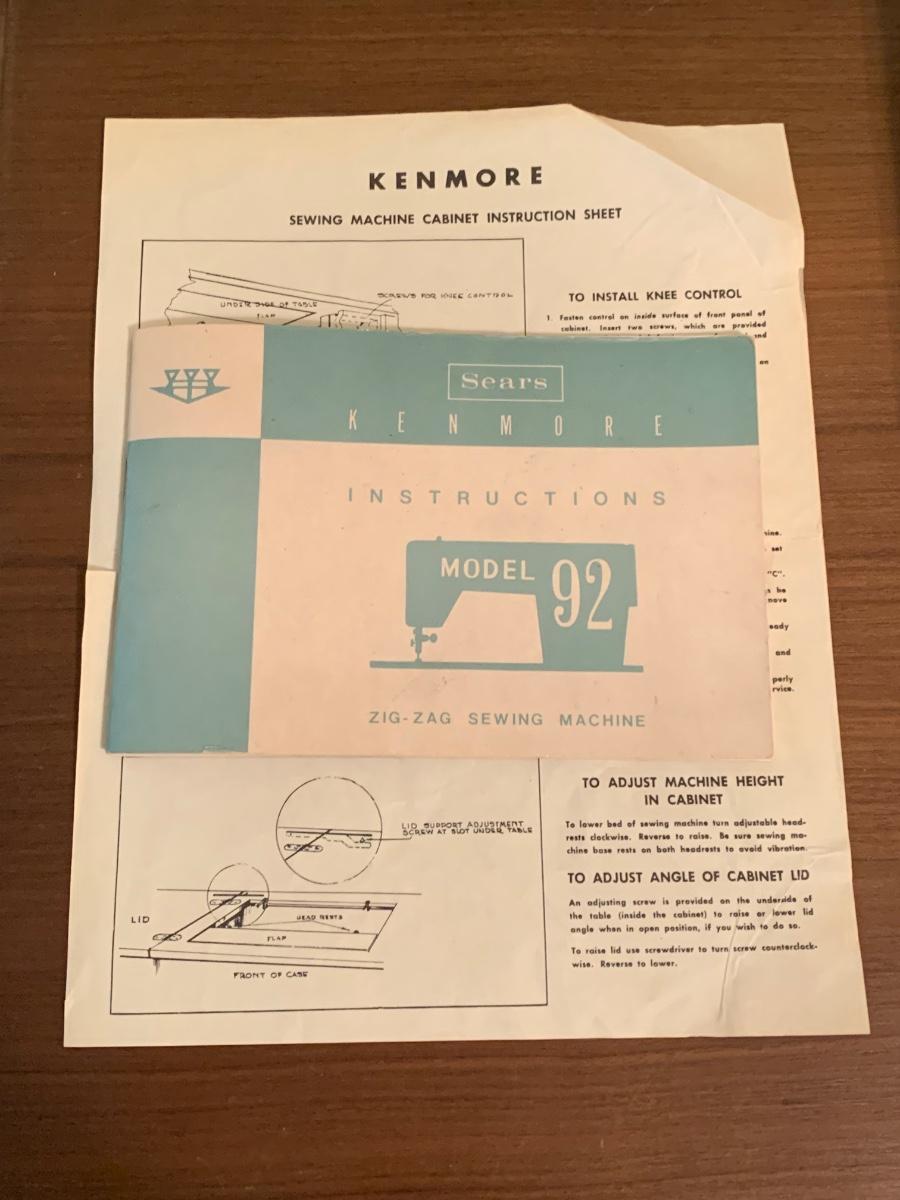 KENMORE
SEWING MACHINE CABINET INSTRUCTION SHEET
UNDER SIDE OF TABLE
FLAP
SCREWS FOR KNEE CONTROL
TO INSTALL KNEE CONTROL
1. Fasten control on inside surface of front panel of
cabinet. Insert two screws, which are provided
and
on
Sears
KENMORE
INSTRUCTIONS
MODEL 92
ZIG-ZAG SEWING MACHINE
set
"C".
be
and
LID SUPPORT ADJUSTMENT
SCREW AT SLOT UNDER TABLE
LID
HEAD RESTS
FLAP
FRONT OF CASE
TO ADJUST MACHINE HEIGHT
IN CABINET
To lower bed of sewing machine turn adjustable head-
rests clockwise. Reverse to raise. Be sure sewing ma-
chine base rests on both headrests to avoid vibration.
TO ADJUST ANGLE OF CABINET LID
An adjusting screw is provided on the underside of
the table (inside the cabinet) to raise or lower lid
angle when in open position, if you wish to do so.
To raise lid use screwdriver to turn screw counterclock-
wise. Reverse to lower.